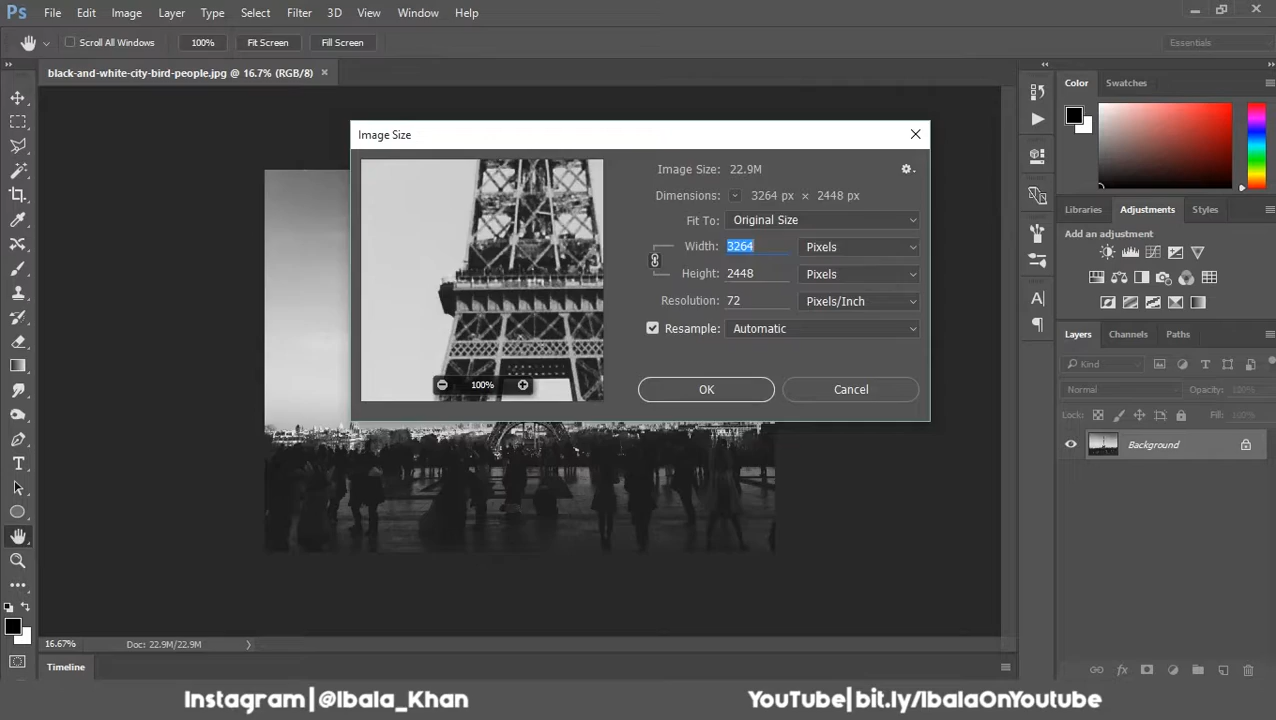 Ps File Edit Image Layer Type Select Filter 3D View Window Help
Scroll All Windows 100% Fit Screen Fill Screen Essentials
black-and-white-city-bird-people.jpg @ 16.7% (RGB/8) ×
Color Swatches
Image Size
Image Size: 22.9M
Dimensions: 3264 px × 2448 px
Fit To: Original Size
Width: 3264 Pixels
Height: 2448 Pixels
Resolution: 72 Pixels/Inch
Resample: Automatic
100%
OK Cancel
Libraries Adjustments Styles
Add an adjustment
Layers Channels Paths
Kind
Normal Opacity: 100%
Lock: Fill: 100%
Background
16.67% Doc: 22.9M/22.9M
Timeline
Instagram|@Ibala_Khan YouTube|bit.ly/IbalaOnYoutube